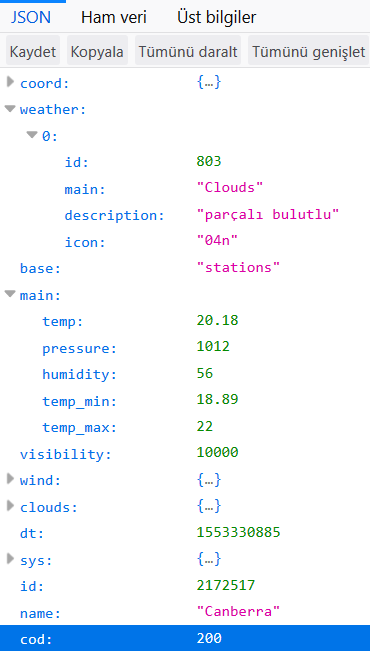 JSON Ham veri Üst bilgiler
Kaydet Kopyala Tümünü daralt Tümünü genişlet
coord: {…}
weather:
0:
id: 803
main: "Clouds"
description: "parçalı bulutlu"
icon: "04n"
base: "stations"
main:
temp: 20.18
pressure: 1012
humidity: 56
temp_min: 18.89
temp_max: 22
visibility: 10000
wind: {…}
clouds: {…}
dt: 1553330885
sys: {…}
id: 2172517
name: "Canberra"
cod: 200